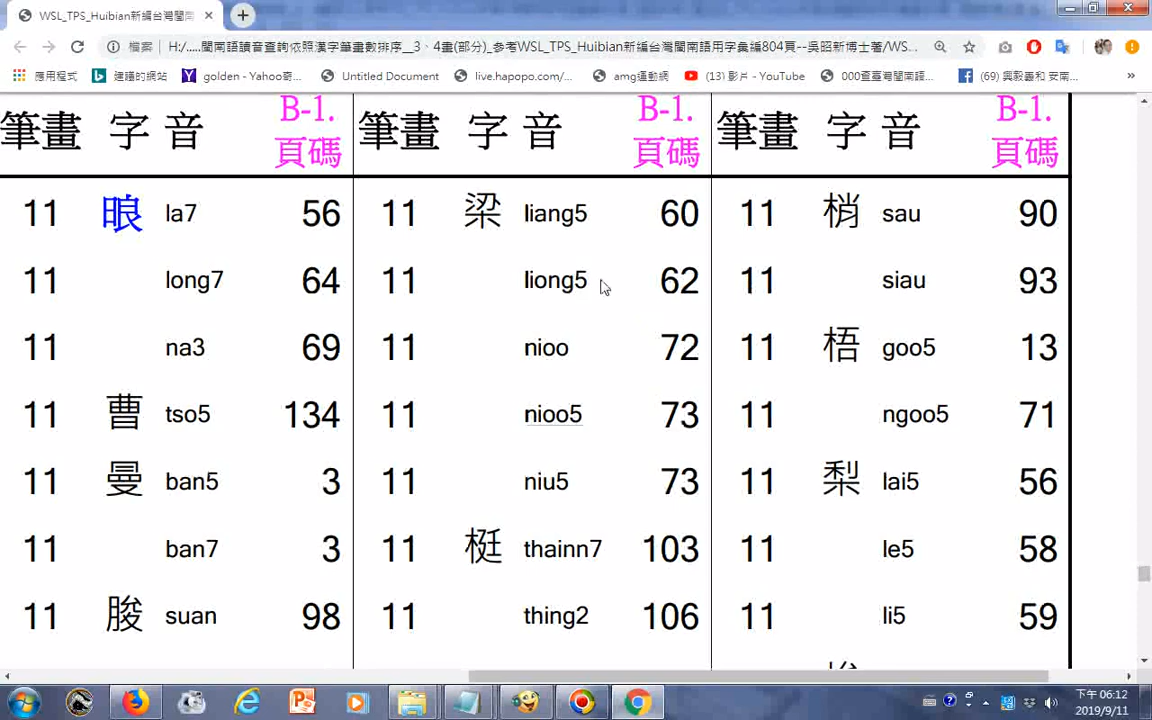 WSL_TPS_Huibian新編台灣閩南
檔案 H:/.....閩南語讀音查詢依照漢字筆畫數排序__3、4畫(部分)_參考WSL_TPS_Huibian新編台灣閩南語用字彙編804頁--吳昭新博士著/WS...
應用程式 建議的網站 golden - Yahoo奇... Untitled Document live.hapopo.com/... amg運動網 (13) 影片 - YouTube 000查臺灣閩南語... (69) 興毅義和 安南... »
筆畫 字 音 B-1.頁碼 筆畫 字 音 B-1.頁碼 筆畫 字 音 B-1.頁碼
11 㫰 la7 56 11 梁 liang5 60 11 梢 sau 90
11 long7 64 11 liong5 62 11 siau 93
11 na3 69 11 nioo 72 11 梧 goo5 13
11 曹 tso5 134 11 nioo5 73 11 ngoo5 71
11 曼 ban5 3 11 niu5 73 11 梨 lai5 56
11 ban7 3 11 梃 thainn7 103 11 le5 58
11 朘 suan 98 11 thing2 106 11 li5 59
下午 06:12
2019/9/11